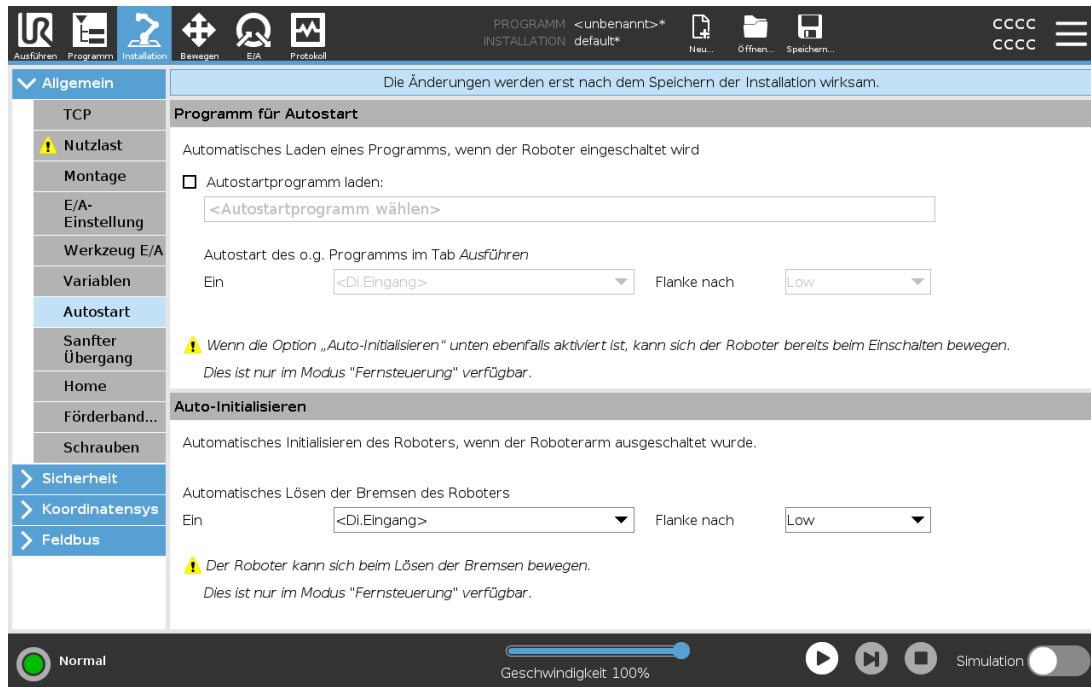 PROGRAMM <unbenannt>*
INSTALLATION default*
Neu...
Öffnen...
Speichern...
CCCC
CCCC
Ausführen
Programm
Installation
Bewegen
E/A
Protokoll
Allgemein
Die Änderungen werden erst nach dem Speichern der Installation wirksam.
TCP
Nutzlast
Montage
E/A-
Einstellung
Werkzeug E/A
Variablen
Autostart
Sanfter
Übergang
Home
Förderband...
Schrauben
Sicherheit
Koordinatensys
Feldbus
Programm für Autostart
Automatisches Laden eines Programms, wenn der Roboter eingeschaltet wird
Autostartprogramm laden:
<Autostartprogramm wählen>
Autostart des o.g. Programms im Tab Ausführen
Ein <Di.Eingang> Flanke nach Low
Wenn die Option „Auto-Initialisieren" unten ebenfalls aktiviert ist, kann sich der Roboter bereits beim Einschalten bewegen.
Dies ist nur im Modus "Fernsteuerung" verfügbar.
Auto-Initialisieren
Automatisches Initialisieren des Roboters, wenn der Roboterarm ausgeschaltet wurde.
Automatisches Lösen der Bremsen des Roboters
Ein <Di.Eingang> Flanke nach Low
Der Roboter kann sich beim Lösen der Bremsen bewegen.
Dies ist nur im Modus "Fernsteuerung" verfügbar.
Normal
Geschwindigkeit 100%
Simulation